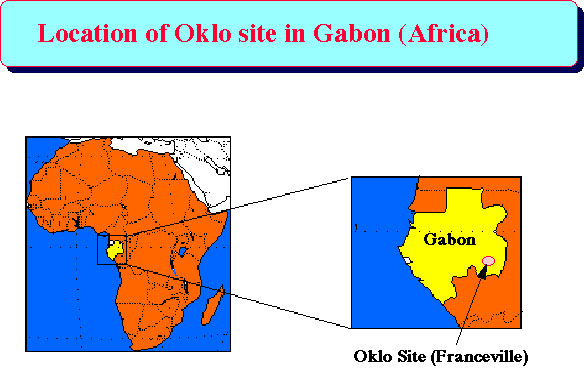 Location of Oklo site in Gabon (Africa)
Gabon
Oklo Site (Franceville)